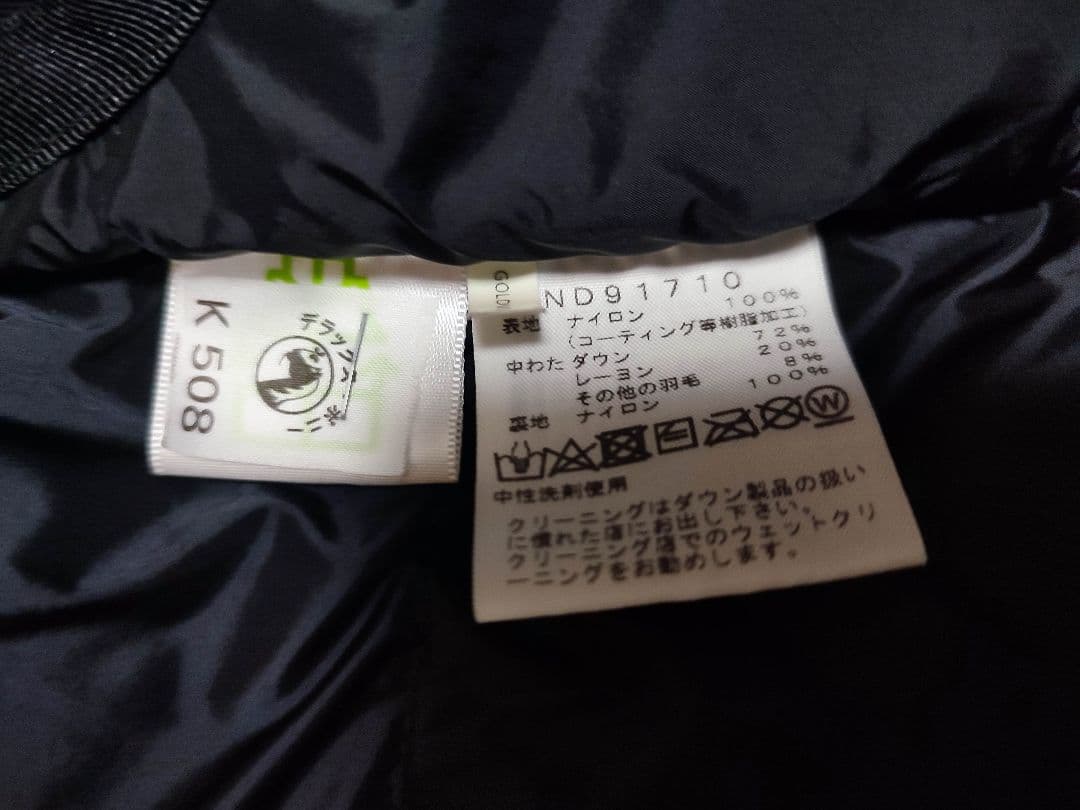 K 508
デラックスポニー
GOLD
ND91710
表地 ナイロン 100%
(コーティング等樹脂加工)
中わた ダウン 72%
レーヨン 20%
その他の羽毛 8%
裏地 ナイロン 100%
W
中性洗剤使用
クリーニングはダウン製品の扱い
に慣れた店にお出し下さい。
クリーニング店でのウェットクリ
ーニングをお勧めします。